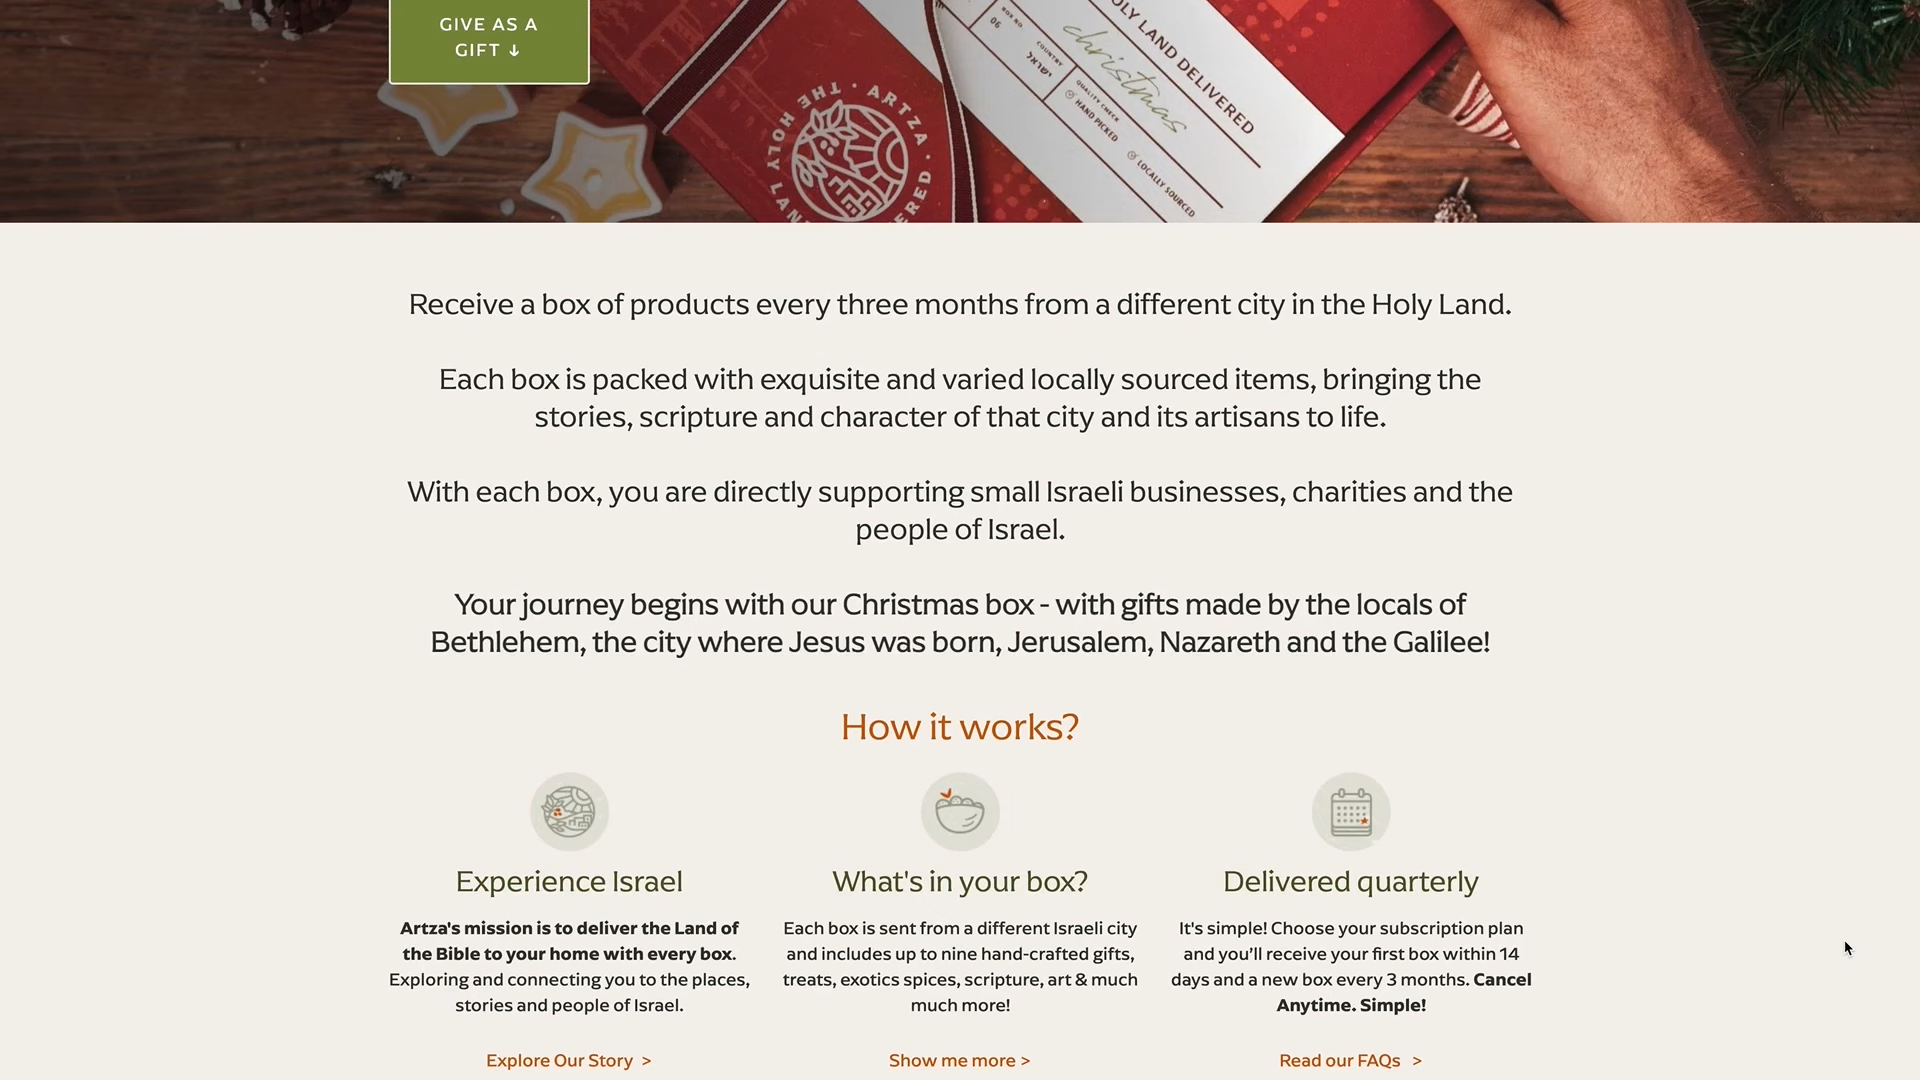 GIVE AS A
GIFT ↓
BOX NO.
06
COUNTRY
ישראל
HOLY LAND DELIVERED
christmas
QUALITY CHECK
HAND PICKED
LOCALLY SOURCED
THE • ARTZA •
HOLY
Receive a box of products every three months from a different city in the Holy Land.
Each box is packed with exquisite and varied locally sourced items, bringing the
stories, scripture and character of that city and its artisans to life.
With each box, you are directly supporting small Israeli businesses, charities and the
people of Israel.
Your journey begins with our Christmas box - with gifts made by the locals of
Bethlehem, the city where Jesus was born, Jerusalem, Nazareth and the Galilee!
How it works?
Experience Israel
Artza's mission is to deliver the Land of
the Bible to your home with every box.
Exploring and connecting you to the places,
stories and people of Israel.
Explore Our Story >
What's in your box?
Each box is sent from a different Israeli city
and includes up to nine hand-crafted gifts,
treats, exotics spices, scripture, art & much
much more!
Show me more >
Delivered quarterly
It's simple! Choose your subscription plan
and you’ll receive your first box within 14
days and a new box every 3 months. Cancel
Anytime. Simple!
Read our FAQs >